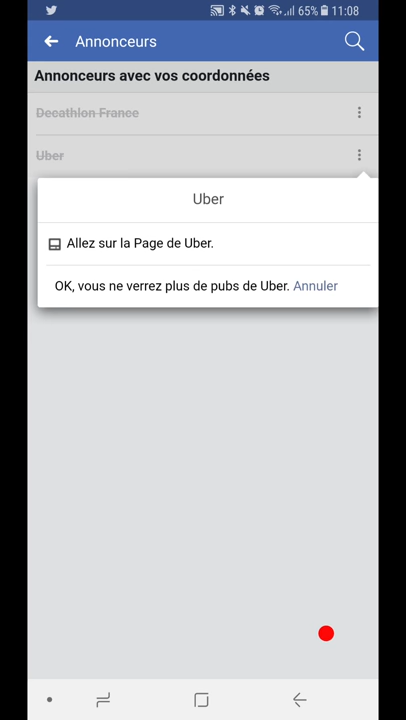 65% 11:08
Annonceurs
Annonceurs avec vos coordonnées
Decathlon France
Uber
Uber
Allez sur la Page de Uber.
OK, vous ne verrez plus de pubs de Uber. Annuler